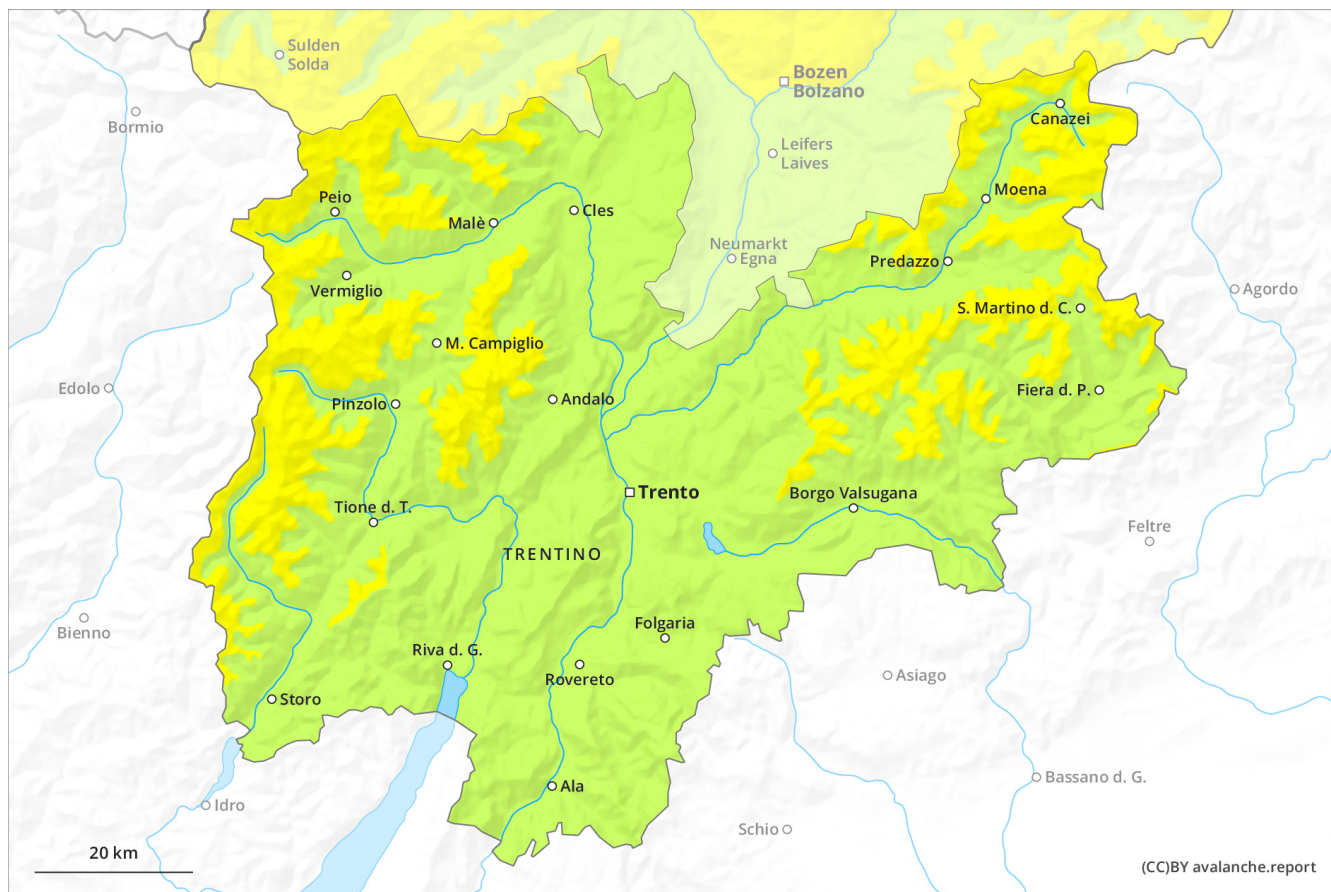 Sulden
Solda
Bozen
Bolzano
Bormio
Canazei
Leifers
Laives
Moena
Peio
Malè
Cles
Neumarkt
Egna
Predazzo
Vermiglio
Agordo
S. Martino d. C.
M. Campiglio
Edolo
Pinzolo
Andalo
Fiera d. P.
Trento
Borgo Valsugana
Tione d. T.
Feltre
TRENTINO
Bienno
Folgaria
Riva d. G.
Rovereto
Asiago
Storo
Bassano d. G.
Ala
Idro
Schio
20 km
(CC)BY avalanche.report